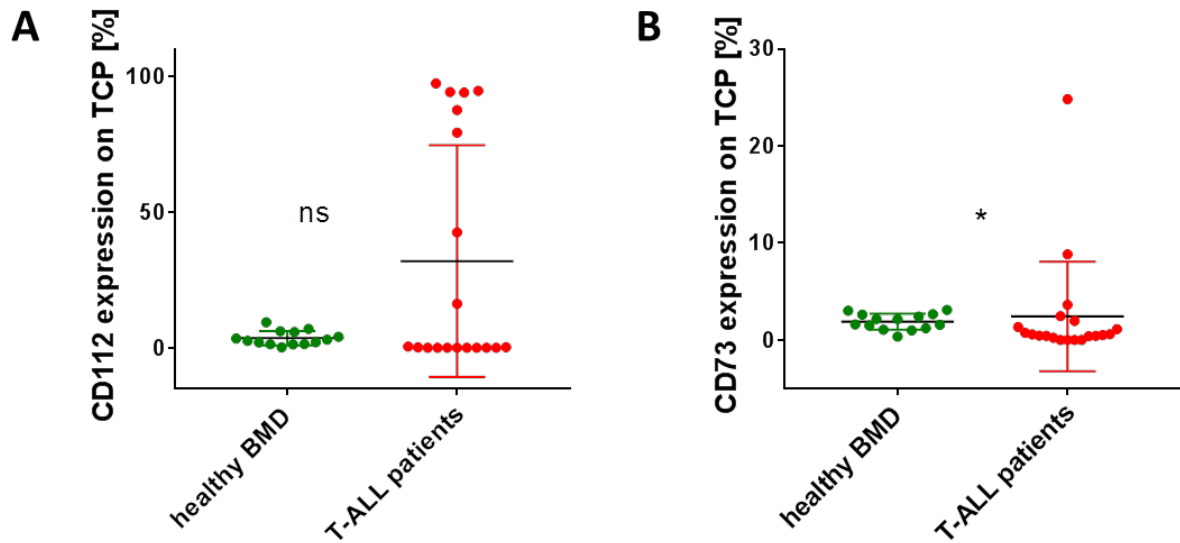 A
CD112 expression on TCP [%]
100
50
0
ns
healthy BMD
T-ALL patients
B
CD73 expression on TCP [%]
30
20
10
0
*
healthy BMD
T-ALL patients